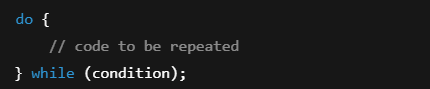 do {
    // code to be repeated
} while (condition);